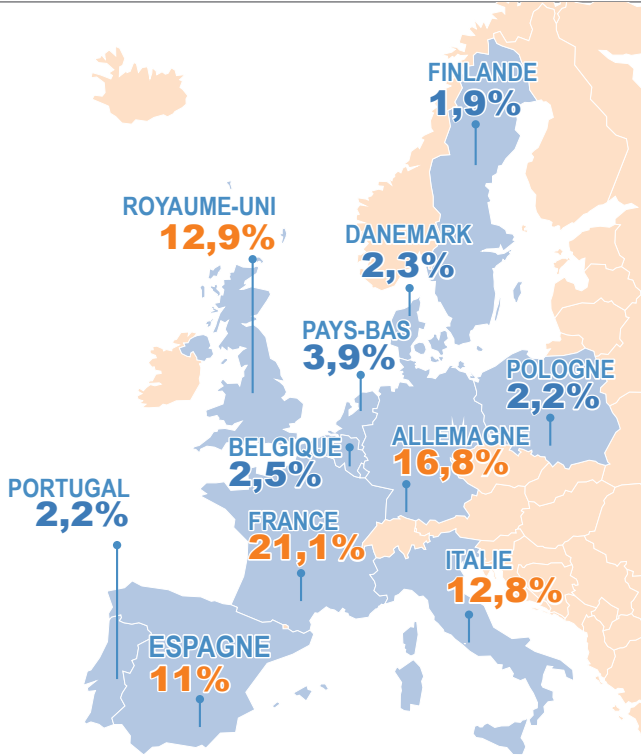 FINLANDE
1,9%
ROYAUME-UNI
12,9%
DANEMARK
2,3%
PAYS-BAS
3,9%
POLOGNE
2,2%
BELGIQUE
2,5%
ALLEMAGNE
16,8%
PORTUGAL
2,2%
FRANCE
21,1%
ITALIE
12,8%
ESPAGNE
11%